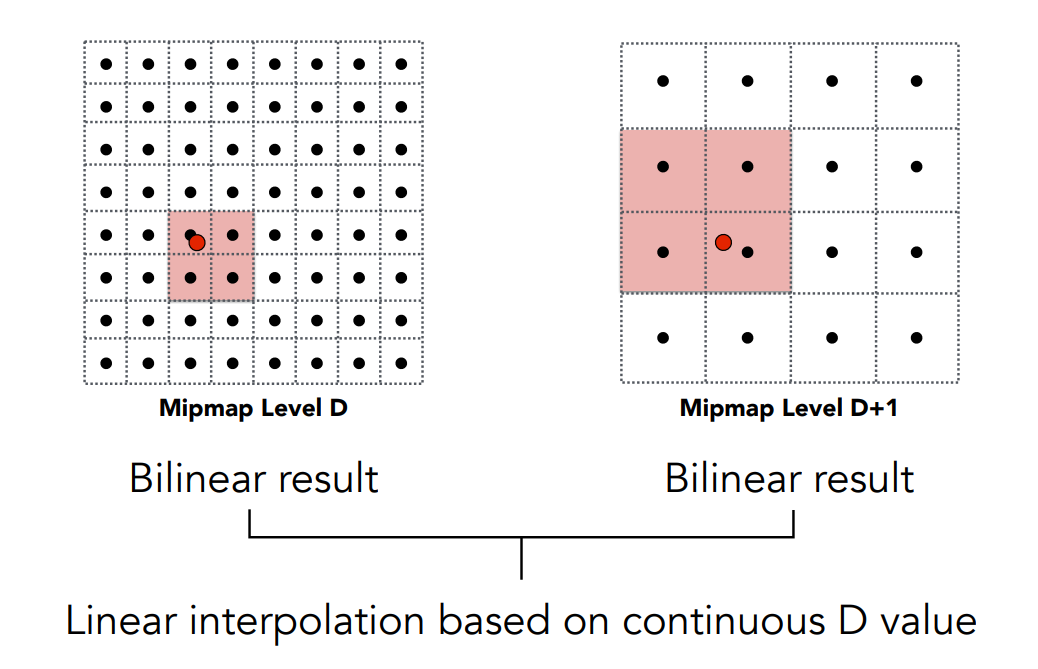 Mipmap Level D
Mipmap Level D+1
Bilinear result
Bilinear result
Linear interpolation based on continuous D value